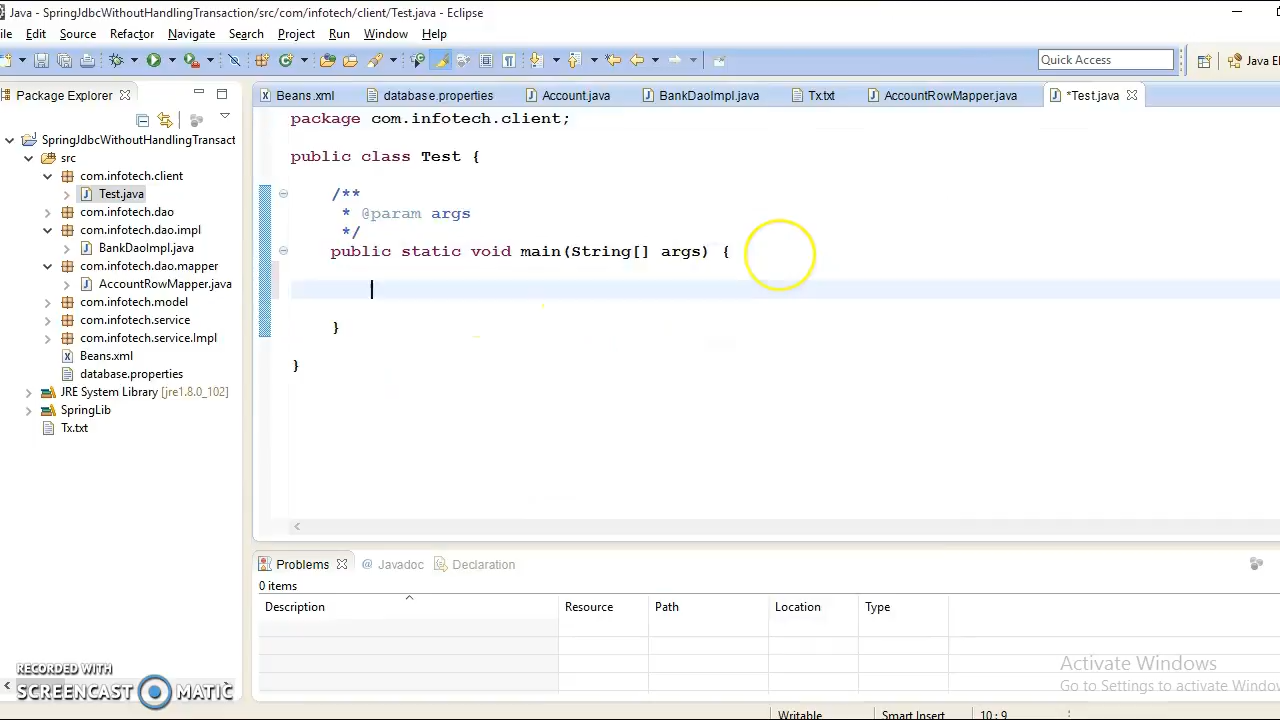 Java - SpringJdbcWithoutHandlingTransaction/src/com/infotech/client/Test.java - Eclipse
ile Edit Source Refactor Navigate Search Project Run Window Help
Quick Access
Java E
Package Explorer
Beans.xml database.properties Account.java BankDaoImpl.java Tx.txt AccountRowMapper.java *Test.java
SpringJdbcWithoutHandlingTransact
src
com.infotech.client
Test.java
com.infotech.dao
com.infotech.dao.impl
BankDaoImpl.java
com.infotech.dao.mapper
AccountRowMapper.java
com.infotech.model
com.infotech.service
com.infotech.service.Impl
Beans.xml
database.properties
JRE System Library [jre1.8.0_102]
SpringLib
Tx.txt
package com.infotech.client;
public class Test {
/**
* @param args
*/
public static void main(String[] args) {
}
}
Problems @ Javadoc Declaration
0 items
Description Resource Path Location Type
Activate Windows
Go to Settings to activate Window
RECORDED WITH
SCREENCAST MATIC
Writable Smart Insert 10 : 9